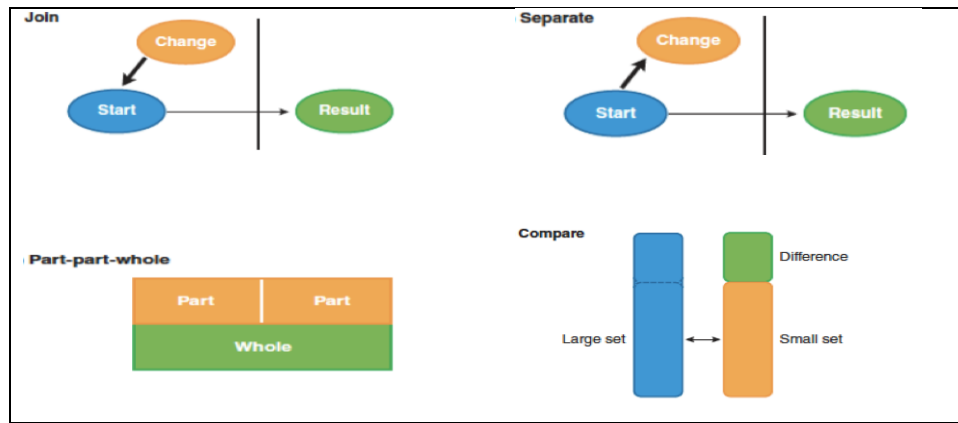 Join
Change
Start
Result
Separate
Change
Start
Result
Part-part-whole
Part
Part
Whole
Compare
Difference
Large set
Small set